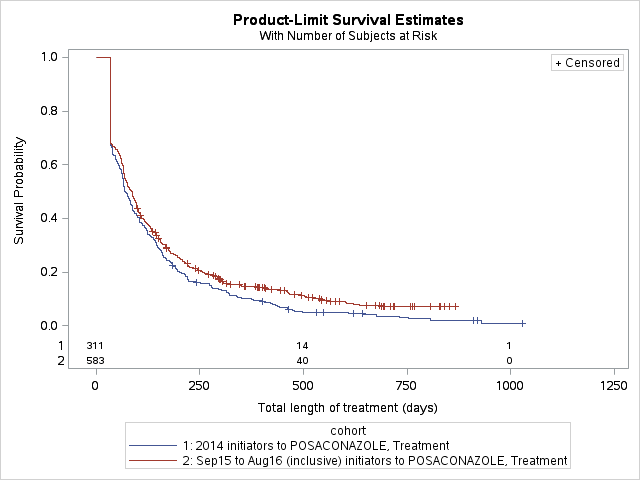 Product-Limit Survival Estimates
With Number of Subjects at Risk
+ Censored
Survival Probability
1.0
0.8
0.6
0.4
0.2
0.0
1 311 14 1
2 583 40 0
0 250 500 750 1000 1250
Total length of treatment (days)
cohort
1: 2014 initiators to POSACONAZOLE, Treatment
2: Sep15 to Aug16 (inclusive) initiators to POSACONAZOLE, Treatment